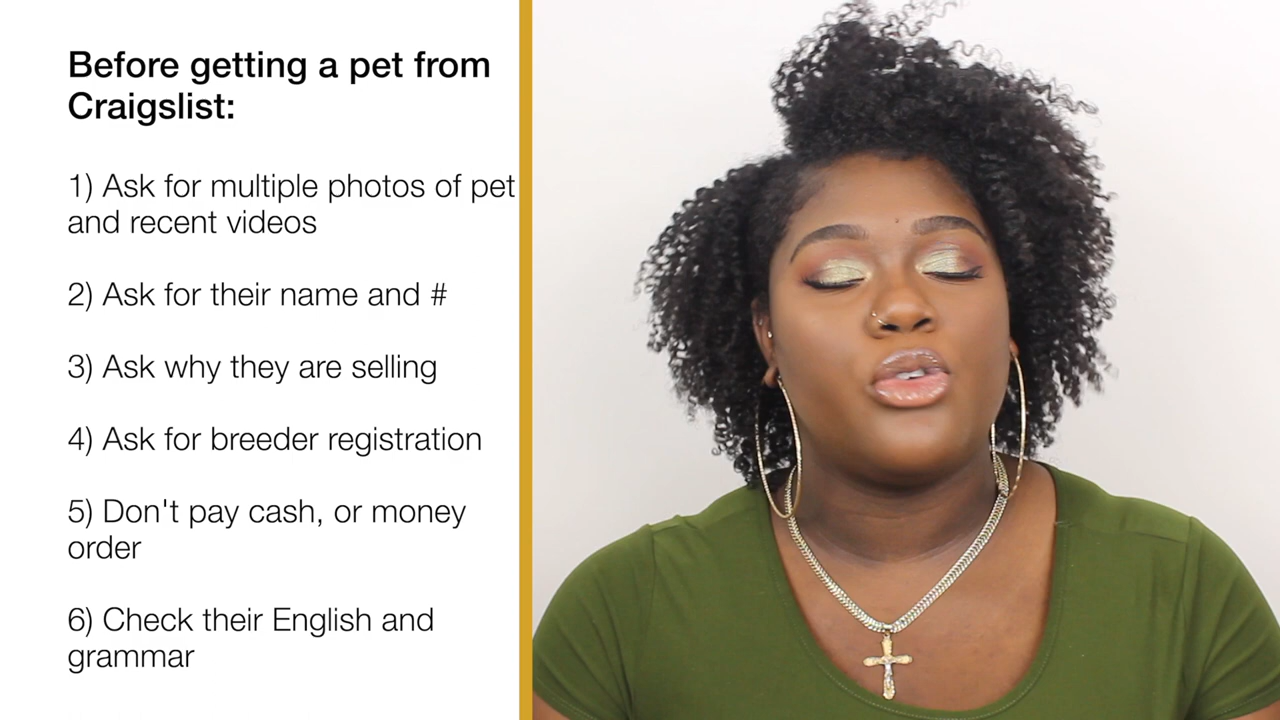 Before getting a pet from
Craigslist:
1) Ask for multiple photos of pet
and recent videos
2) Ask for their name and #
3) Ask why they are selling
4) Ask for breeder registration
5) Don't pay cash, or money
order
6) Check their English and
grammar